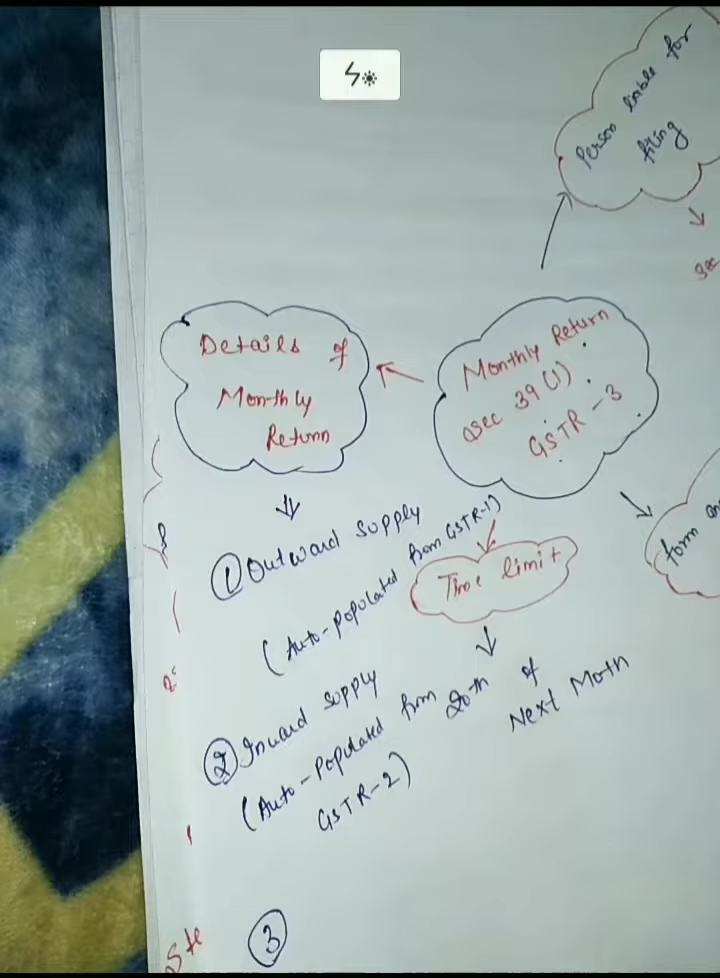 Person liable for
filing
Monthly Return
Sec 39 (1)
GSTR - 3
Details of
Monthly
Return
① Outward Supply
(Auto-populated from GSTR-1)
Time limit
20th of
Next Moth
② Inward Supply
(Auto-Populated from
GSTR-2)
form
③